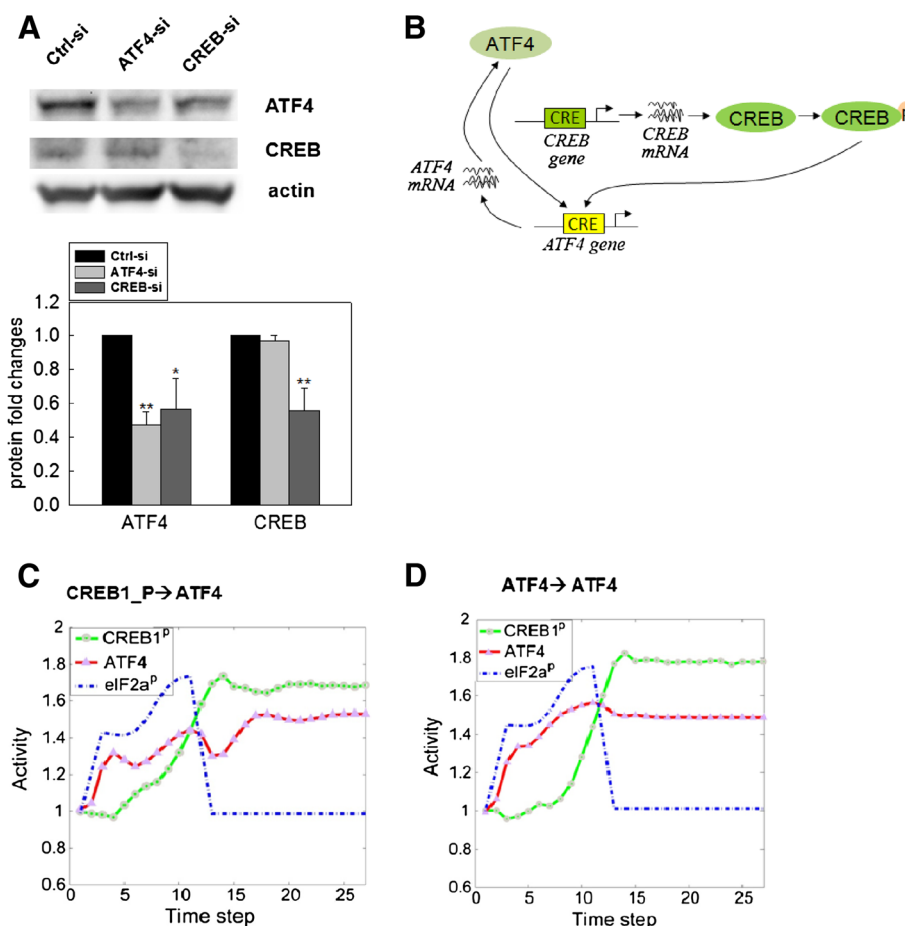 A
Ctrl-si ATF4-si CREB-si
ATF4
CREB
actin
Ctrl-si
ATF4-si
CREB-si
protein fold changes
1.2
1.0
0.8
0.6
0.4
0.2
0.0
** * **
ATF4 CREB
B
ATF4
CRE
CREB
gene
CREB
mRNA
CREB
CREB
ATF4
mRNA
CRE
ATF4 gene
C
CREB1_P→ATF4
CREB1ᵖ
ATF4
eIF2aᵖ
Activity
2
1.8
1.6
1.4
1.2
1
0.8
0.6
0 5 10 15 20 25
Time step
D
ATF4→ATF4
CREB1ᵖ
ATF4
eIF2aᵖ
Activity
2
1.8
1.6
1.4
1.2
1
0.8
0.6
0 5 10 15 20 25
Time step